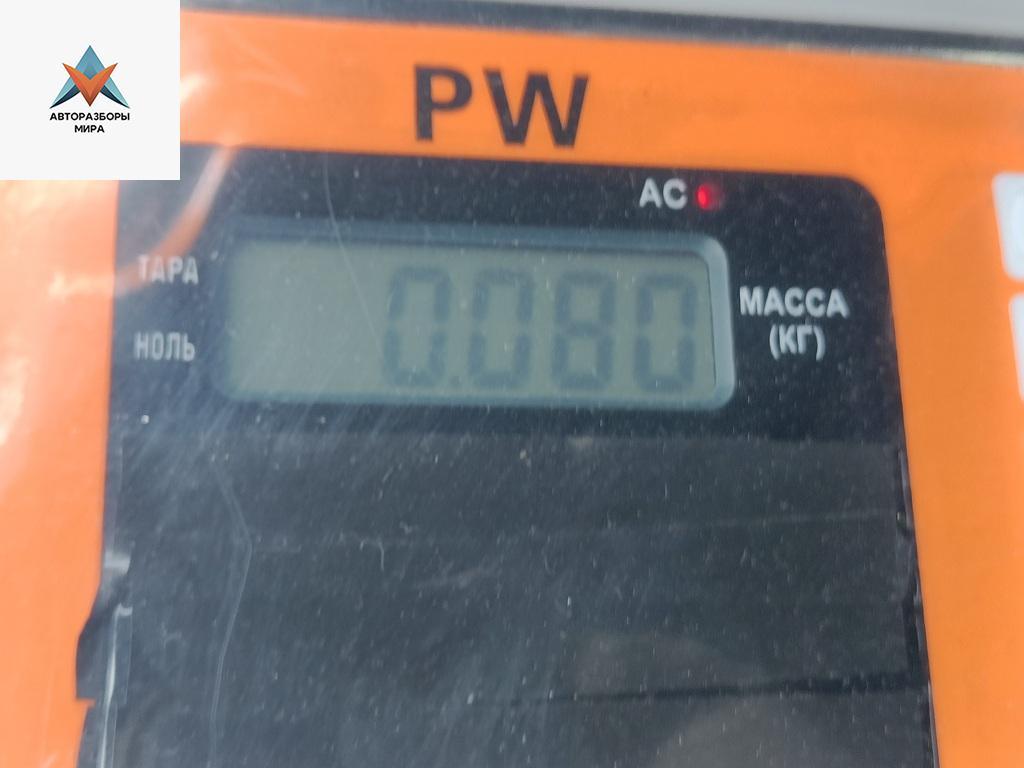 АВТОРАЗБОРЫ
МИРА
PW
AC
ТАРА
0.080
МАССА
(КГ)
НОЛЬ